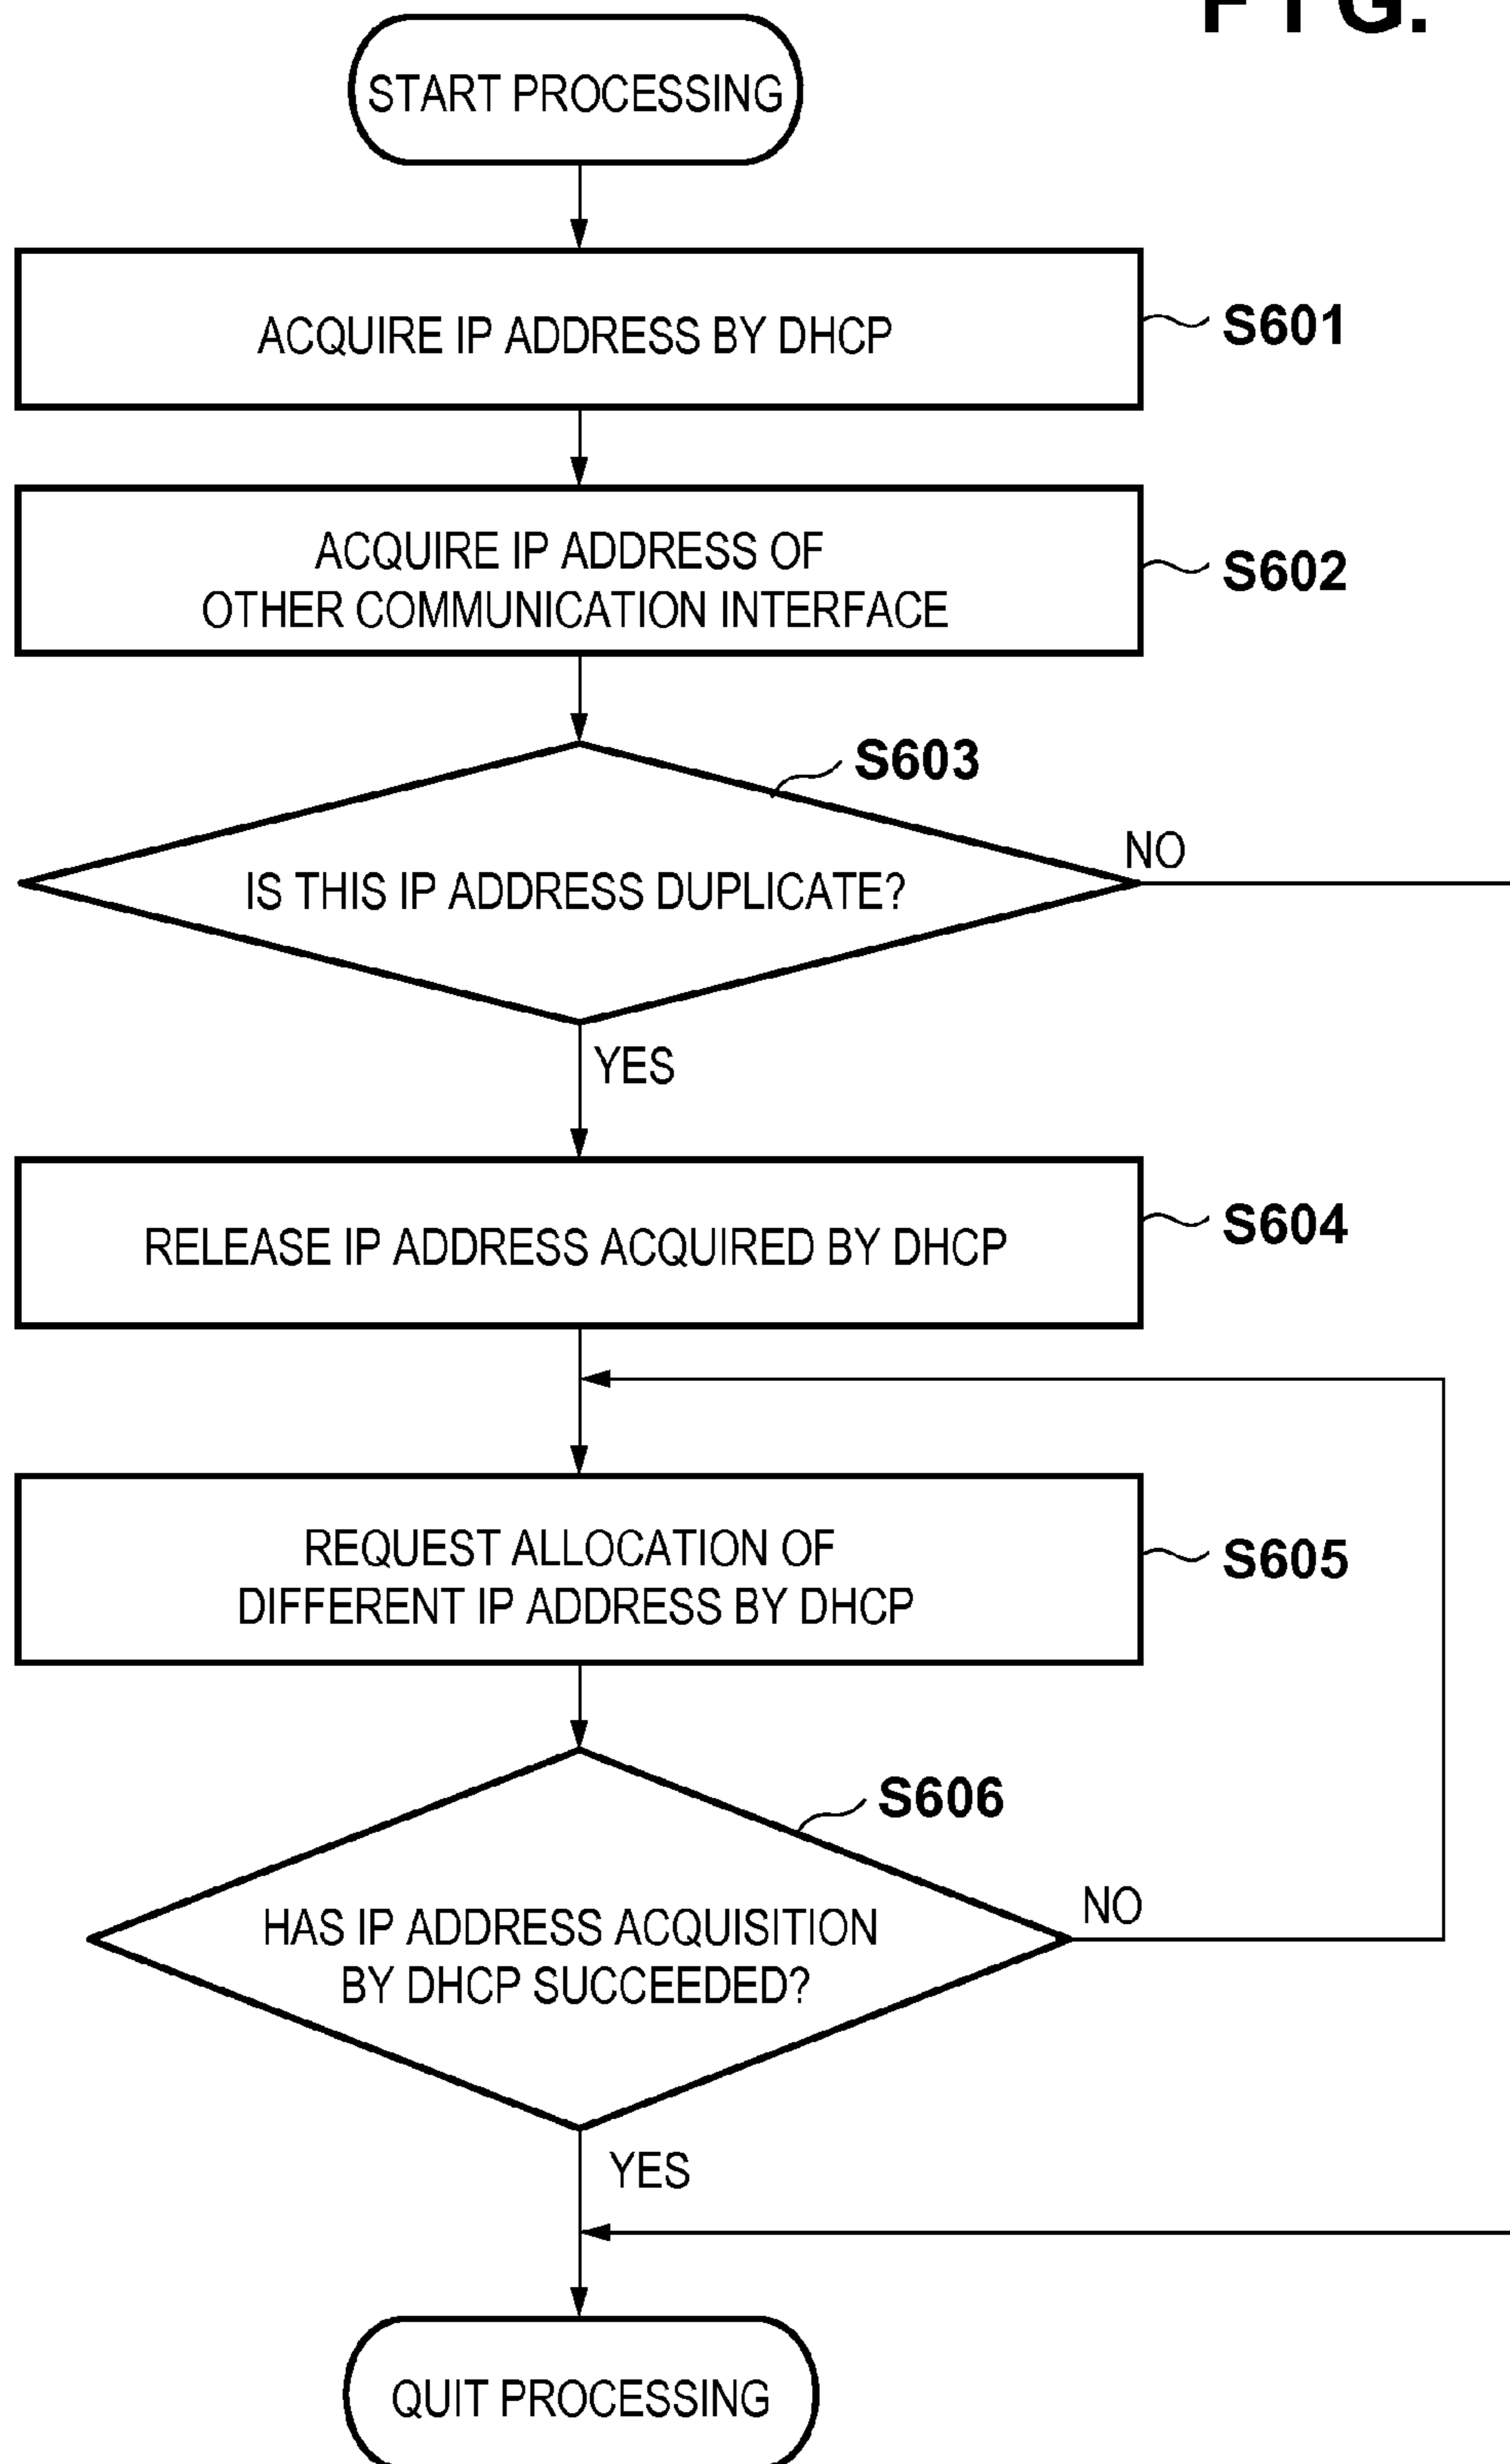 FIG.
START PROCESSING
ACQUIRE IP ADDRESS BY DHCP
S601
ACQUIRE IP ADDRESS OF
OTHER COMMUNICATION INTERFACE
S602
S603
NO
IS THIS IP ADDRESS DUPLICATE?
YES
RELEASE IP ADDRESS ACQUIRED BY DHCP
S604
REQUEST ALLOCATION OF
DIFFERENT IP ADDRESS BY DHCP
S605
S606
NO
HAS IP ADDRESS ACQUISITION
BY DHCP SUCCEEDED?
YES
QUIT PROCESSING